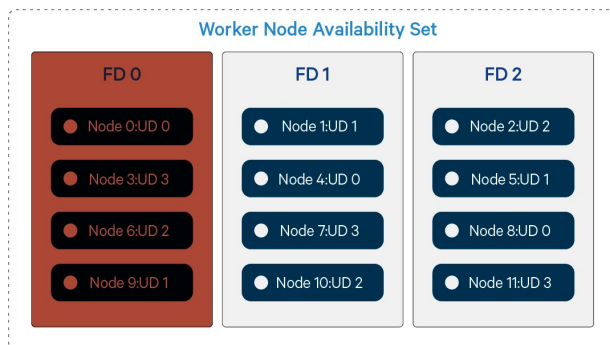 Worker Node Availability Set
FD 0
Node 0:UD 0
Node 3:UD 3
Node 6:UD 2
Node 9:UD 1
FD 1
Node 1:UD 1
Node 4:UD 0
Node 7:UD 3
Node 10:UD 2
FD 2
Node 2:UD 2
Node 5:UD 1
Node 8:UD 0
Node 11:UD 3